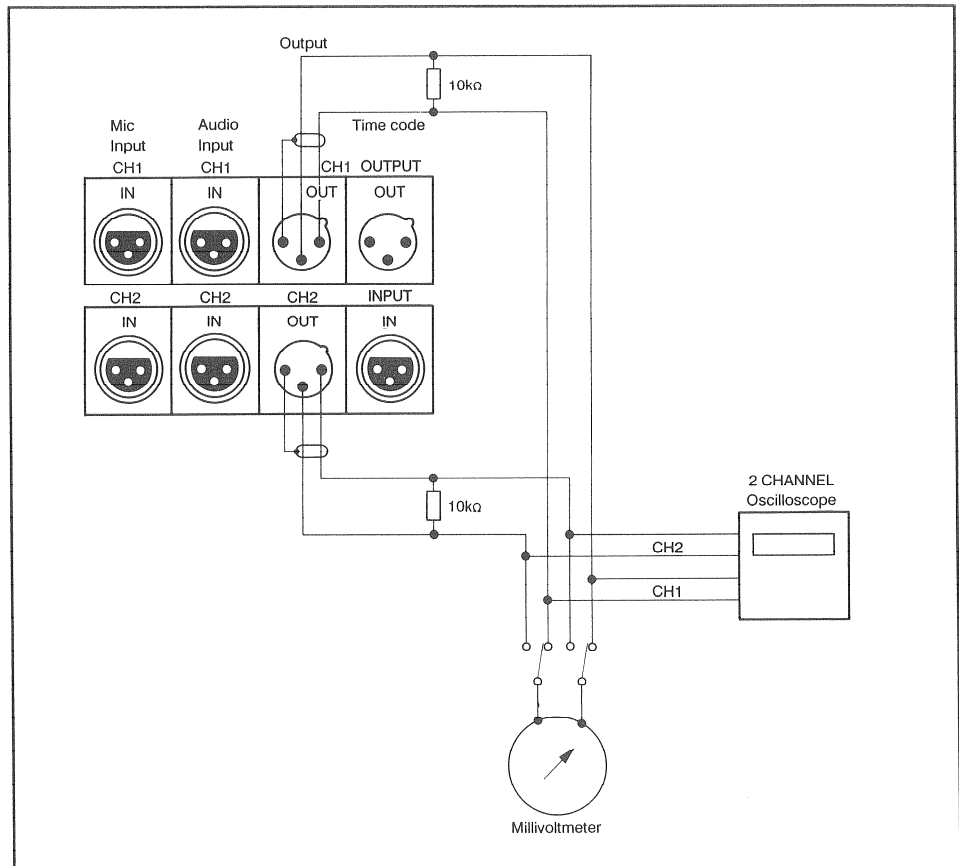 Output
10kΩ
Mic
Input
CH1
Audio
Input
CH1
Time code
CH1 OUTPUT
IN
IN
OUT
OUT
CH2
CH2
CH2
INPUT
IN
IN
OUT
IN
10kΩ
2 CHANNEL
Oscilloscope
CH2
CH1
Millivoltmeter